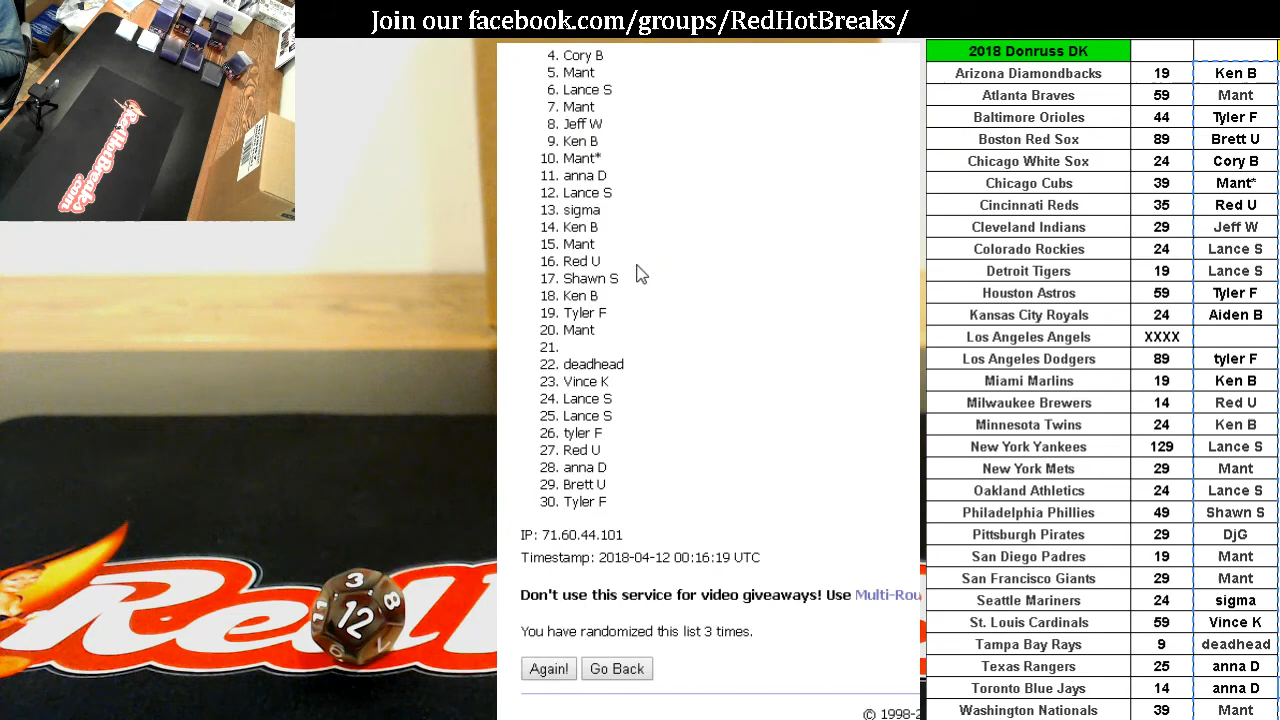 Join our facebook.com/groups/RedHotBreaks/
RedHotBreaks
.com
4. Cory B
5. Mant
6. Lance S
7. Mant
8. Jeff W
9. Ken B
10. Mant*
11. anna D
12. Lance S
13. sigma
14. Ken B
15. Mant
16. Red U
17. Shawn S
18. Ken B
19. Tyler F
20. Mant
21.
22. deadhead
23. Vince K
24. Lance S
25. Lance S
26. tyler F
27. Red U
28. anna D
29. Brett U
30. Tyler F
IP: 71.60.44.101
Timestamp: 2018-04-12 00:16:19 UTC
Don't use this service for video giveaways! Use Multi-Rou
You have randomized this list 3 times.
Again! Go Back
© 1998-2
2018 Donruss DK
Arizona Diamondbacks 19 Ken B
Atlanta Braves 59 Mant
Baltimore Orioles 44 Tyler F
Boston Red Sox 89 Brett U
Chicago White Sox 24 Cory B
Chicago Cubs 39 Mant*
Cincinnati Reds 35 Red U
Cleveland Indians 29 Jeff W
Colorado Rockies 24 Lance S
Detroit Tigers 19 Lance S
Houston Astros 59 Tyler F
Kansas City Royals 24 Aiden B
Los Angeles Angels XXXX
Los Angeles Dodgers 89 tyler F
Miami Marlins 19 Ken B
Milwaukee Brewers 14 Red U
Minnesota Twins 24 Ken B
New York Yankees 129 Lance S
New York Mets 29 Mant
Oakland Athletics 24 Lance S
Philadelphia Phillies 49 Shawn S
Pittsburgh Pirates 29 DjG
San Diego Padres 19 Mant
San Francisco Giants 29 Mant
Seattle Mariners 24 sigma
St. Louis Cardinals 59 Vince K
Tampa Bay Rays 9 deadhead
Texas Rangers 25 anna D
Toronto Blue Jays 14 anna D
Washington Nationals 39 Mant
3
8
12